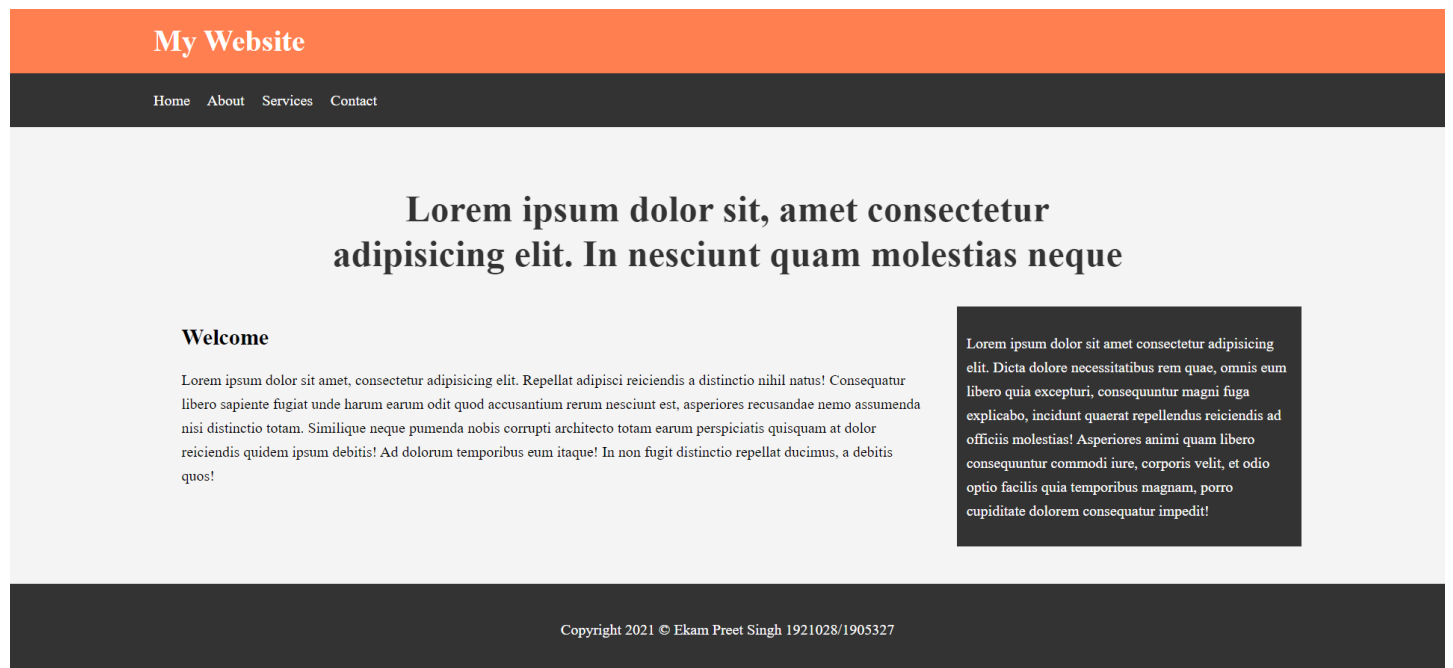 My Website
Home About Services Contact
Lorem ipsum dolor sit, amet consectetur
adipisicing elit. In nesciunt quam molestias neque
Welcome
Lorem ipsum dolor sit amet, consectetur adipisicing elit. Repellat adipisci reiciendis a distinctio nihil natus! Consequatur
libero sapiente fugiat unde harum earum odit quod accusantium rerum nesciunt est, asperiores recusandae nemo assumenda
nisi distinctio totam. Similique neque pumenda nobis corrupti architecto totam earum perspiciatis quisquam at dolor
reiciendis quidem ipsum debitis! Ad dolorum temporibus eum itaque! In non fugit distinctio repellat ducimus, a debitis
quos!
Lorem ipsum dolor sit amet consectetur adipisicing
elit. Dicta dolore necessitatibus rem quae, omnis eum
libero quia excepturi, consequuntur magni fuga
explicabo, incidunt quaerat repellendus reiciendis ad
officiis molestias! Asperiores animi quam libero
consequuntur commodi iure, corporis velit, et odio
optio facilis quia temporibus magnam, porro
cupiditate dolorem consequatur impedit!
Copyright 2021 © Ekam Preet Singh 1921028/1905327